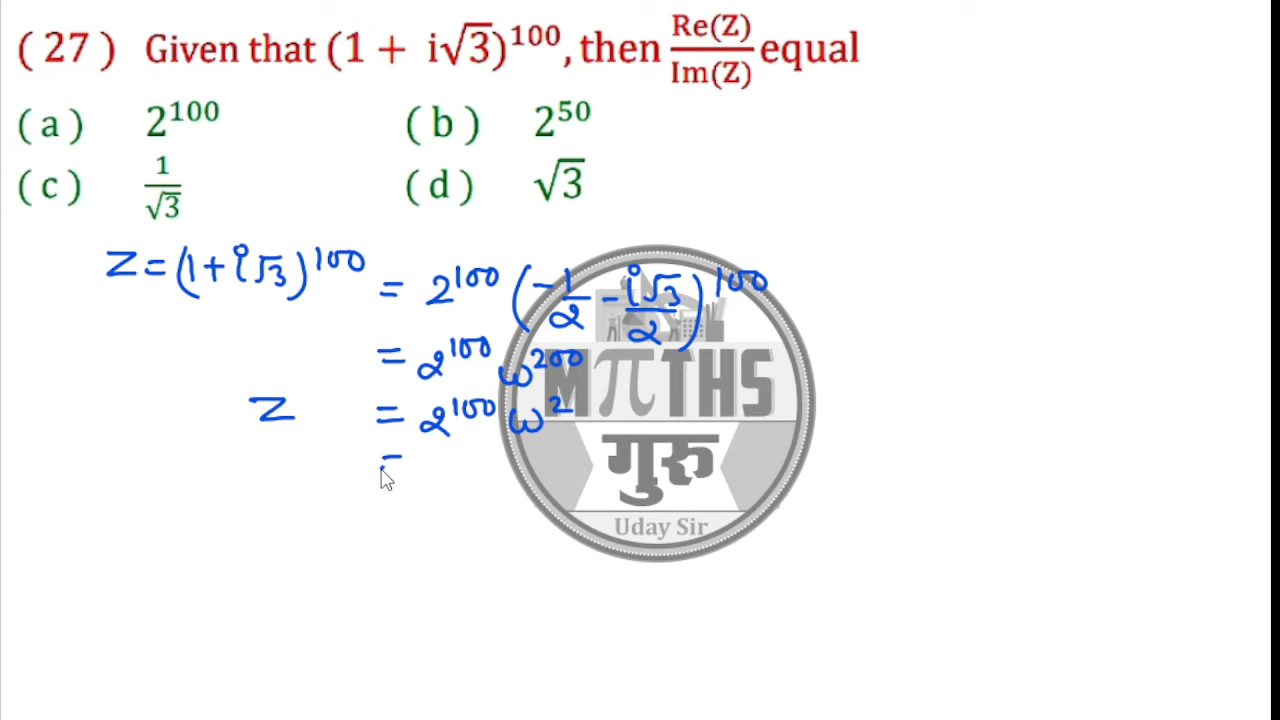 ( 27 ) Given that (1 + i√3)^100, then Re(Z)/Im(Z) equal
( a ) 2^100 ( b ) 2^50
( c ) 1/√3 ( d ) √3
Z = (1 + i√3)^100 = 2^100 (-1/2 - i√3/2)^100
= 2^100 ω^200
Z = 2^100 ω^2
=
MπTHS
गुरु
Uday Sir